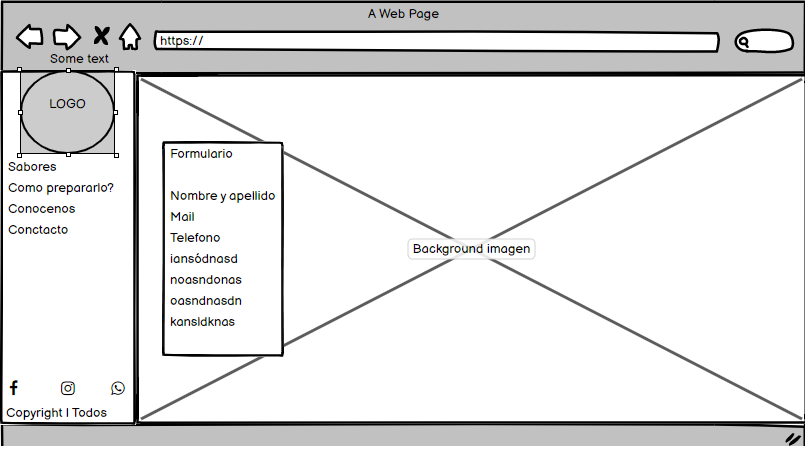 A Web Page
https://
Some text
LOGO
Sabores
Como prepararlo?
Conocenos
Conctacto
Formulario
Nombre y apellido
Mail
Telefono
iansódnasd
noasndonas
oasndnasdn
kansldknas
Background imagen
Copyright | Todos